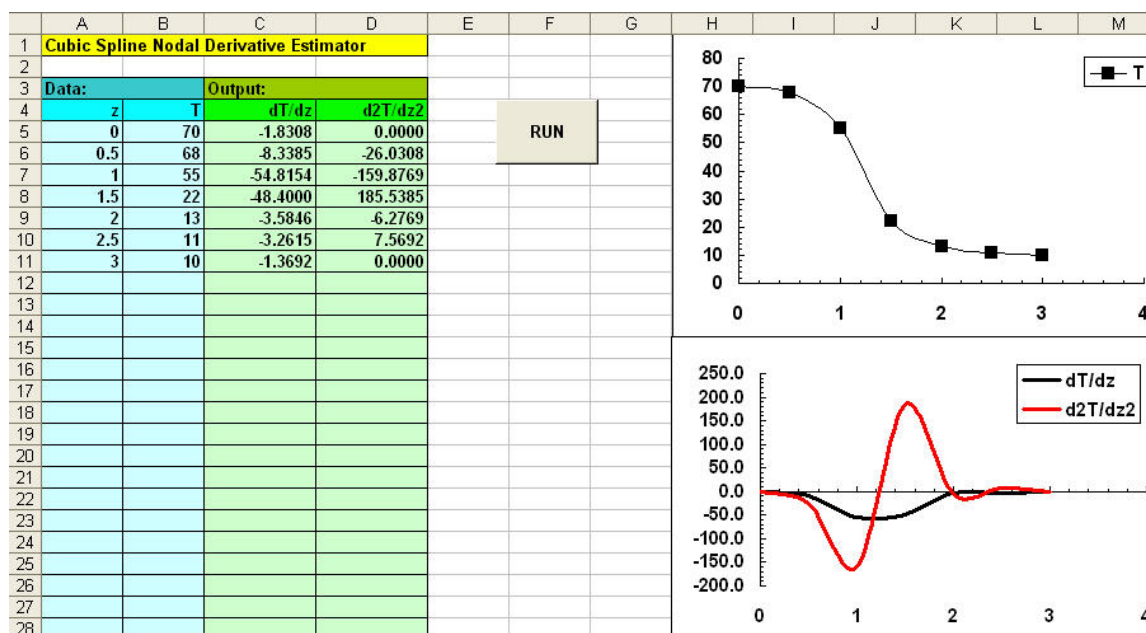 A B C D E F G H I J K L M
1 Cubic Spline Nodal Derivative Estimator
2
3 Data: Output:
4 z T dT/dz d2T/dz2
5 0 70 -1.8308 0.0000
6 0.5 68 -8.3385 -26.0308
7 1 55 -54.8154 -159.8769
8 1.5 22 -48.4000 185.5385
9 2 13 -3.5846 -6.2769
10 2.5 11 -3.2615 7.5692
11 3 10 -1.3692 0.0000
12
13
14
15
16
17
18
19
20
21
22
23
24
25
26
27
28
RUN
80
70
60
50
40
30
20
10
0
0 1 2 3 4
T
250.0
200.0
150.0
100.0
50.0
0.0
-50.0
-100.0
-150.0
-200.0
0 1 2 3 4
dT/dz
d2T/dz2